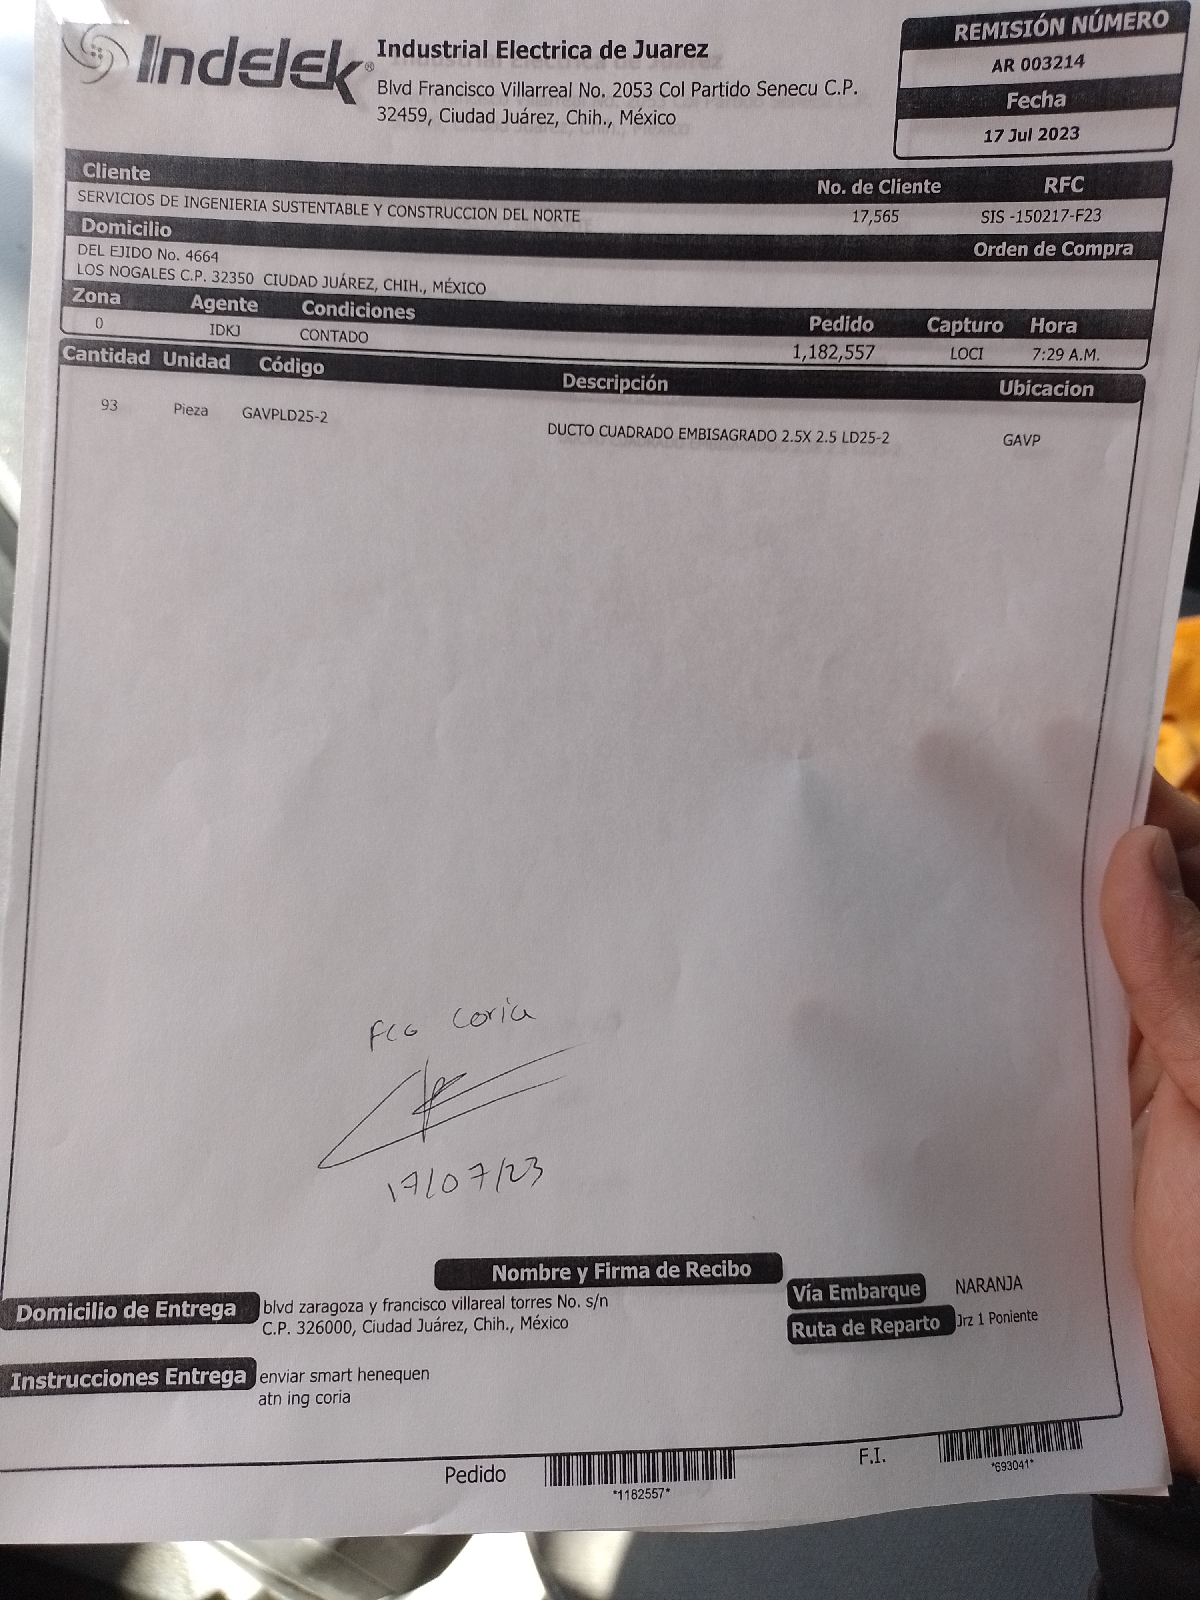 Indelek®
Industrial Electrica de Juarez
Blvd Francisco Villarreal No. 2053 Col Partido Senecu C.P.
32459, Ciudad Juárez, Chih., México
REMISIÓN NÚMERO
AR 003214
Fecha
17 Jul 2023
Cliente No. de Cliente RFC
SERVICIOS DE INGENIERIA SUSTENTABLE Y CONSTRUCCION DEL NORTE 17,565 SIS -150217-F23
Domicilio Orden de Compra
DEL EJIDO No. 4664
LOS NOGALES C.P. 32350 CIUDAD JUÁREZ, CHIH., MÉXICO
Zona Agente Condiciones Pedido Capturo Hora
0 IDKJ CONTADO 1,182,557 LOCI 7:29 A.M.
Cantidad Unidad Código Descripción Ubicacion
93 Pieza GAVPLD25-2 DUCTO CUADRADO EMBISAGRADO 2.5X 2.5 LD25-2 GAVP
Fco Coria
17/07/23
Nombre y Firma de Recibo
Domicilio de Entrega blvd zaragoza y francisco villareal torres No. s/n
C.P. 326000, Ciudad Juárez, Chih., México
Vía Embarque NARANJA
Ruta de Reparto Jrz 1 Poniente
Instrucciones Entrega enviar smart henequen
atn ing coria
Pedido *1182557*
F.I. *693041*